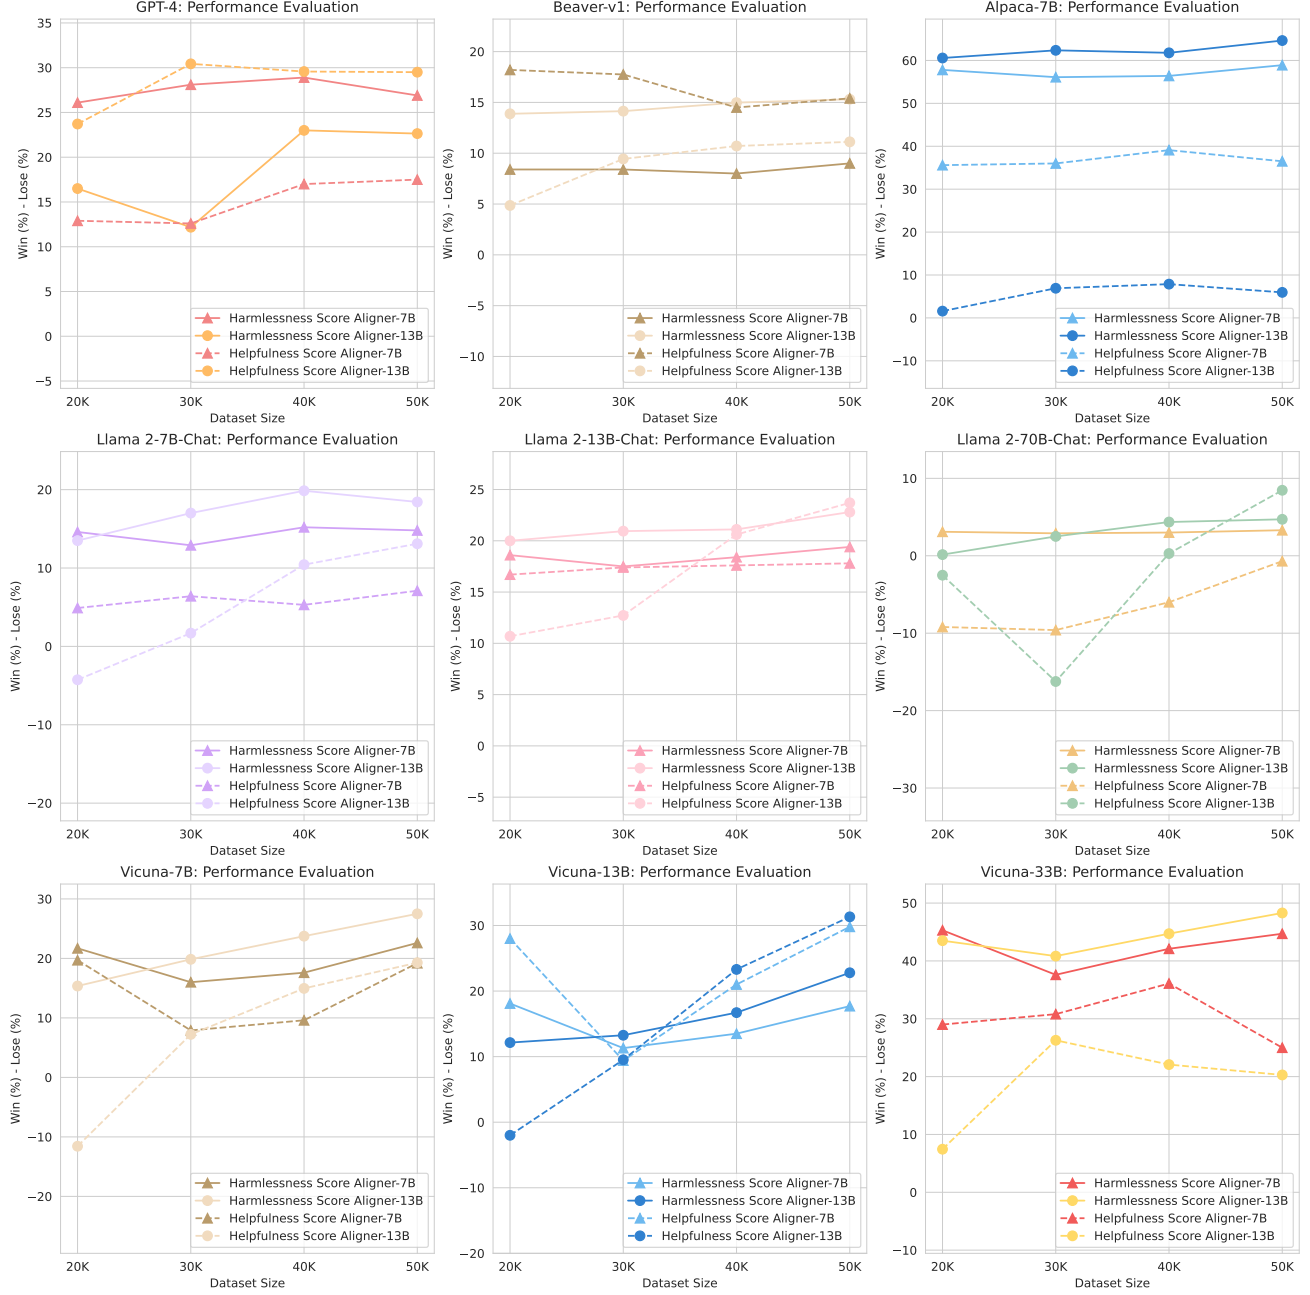 GPT-4: Performance Evaluation
Win (%) - Lose (%)
35
30
25
20
15
10
5
0
−5
Harmlessness Score Aligner-7B
Harmlessness Score Aligner-13B
Helpfulness Score Aligner-7B
Helpfulness Score Aligner-13B
20K 30K 40K 50K
Dataset Size
Beaver-v1: Performance Evaluation
Win (%) - Lose (%)
20
15
10
5
0
−5
−10
Harmlessness Score Aligner-7B
Harmlessness Score Aligner-13B
Helpfulness Score Aligner-7B
Helpfulness Score Aligner-13B
20K 30K 40K 50K
Dataset Size
Alpaca-7B: Performance Evaluation
Win (%) - Lose (%)
60
50
40
30
20
10
0
−10
Harmlessness Score Aligner-7B
Harmlessness Score Aligner-13B
Helpfulness Score Aligner-7B
Helpfulness Score Aligner-13B
20K 30K 40K 50K
Dataset Size
Llama 2-7B-Chat: Performance Evaluation
Win (%) - Lose (%)
20
10
0
−10
−20
Harmlessness Score Aligner-7B
Harmlessness Score Aligner-13B
Helpfulness Score Aligner-7B
Helpfulness Score Aligner-13B
20K 30K 40K 50K
Dataset Size
Llama 2-13B-Chat: Performance Evaluation
Win (%) - Lose (%)
25
20
15
10
5
0
−5
Harmlessness Score Aligner-7B
Harmlessness Score Aligner-13B
Helpfulness Score Aligner-7B
Helpfulness Score Aligner-13B
20K 30K 40K 50K
Dataset Size
Llama 2-70B-Chat: Performance Evaluation
Win (%) - Lose (%)
10
0
−10
−20
−30
Harmlessness Score Aligner-7B
Harmlessness Score Aligner-13B
Helpfulness Score Aligner-7B
Helpfulness Score Aligner-13B
20K 30K 40K 50K
Dataset Size
Vicuna-7B: Performance Evaluation
Win (%) - Lose (%)
30
20
10
0
−10
−20
Harmlessness Score Aligner-7B
Harmlessness Score Aligner-13B
Helpfulness Score Aligner-7B
Helpfulness Score Aligner-13B
20K 30K 40K 50K
Dataset Size
Vicuna-13B: Performance Evaluation
Win (%) - Lose (%)
30
20
10
0
−10
−20
Harmlessness Score Aligner-7B
Harmlessness Score Aligner-13B
Helpfulness Score Aligner-7B
Helpfulness Score Aligner-13B
20K 30K 40K 50K
Dataset Size
Vicuna-33B: Performance Evaluation
Win (%) - Lose (%)
50
40
30
20
10
0
−10
Harmlessness Score Aligner-7B
Harmlessness Score Aligner-13B
Helpfulness Score Aligner-7B
Helpfulness Score Aligner-13B
20K 30K 40K 50K
Dataset Size